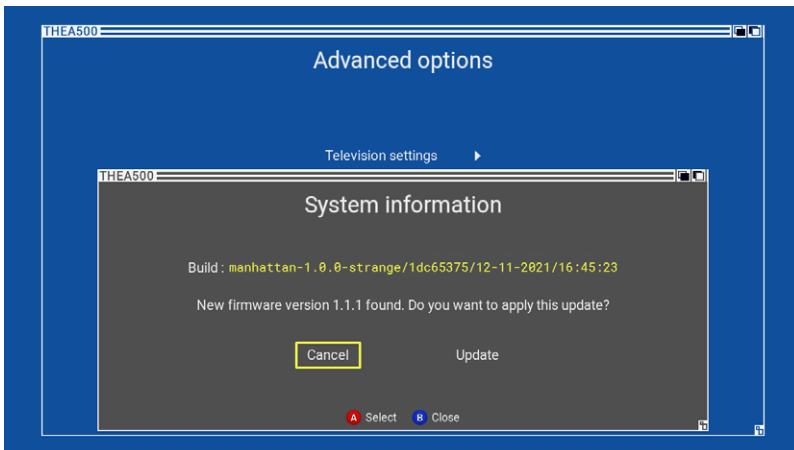 THEA500
Advanced options
Television settings
THEA500
System information
Build : manhattan-1.0.0-strange/1dc65375/12-11-2021/16:45:23
New firmware version 1.1.1 found. Do you want to apply this update?
Cancel Update
A Select B Close